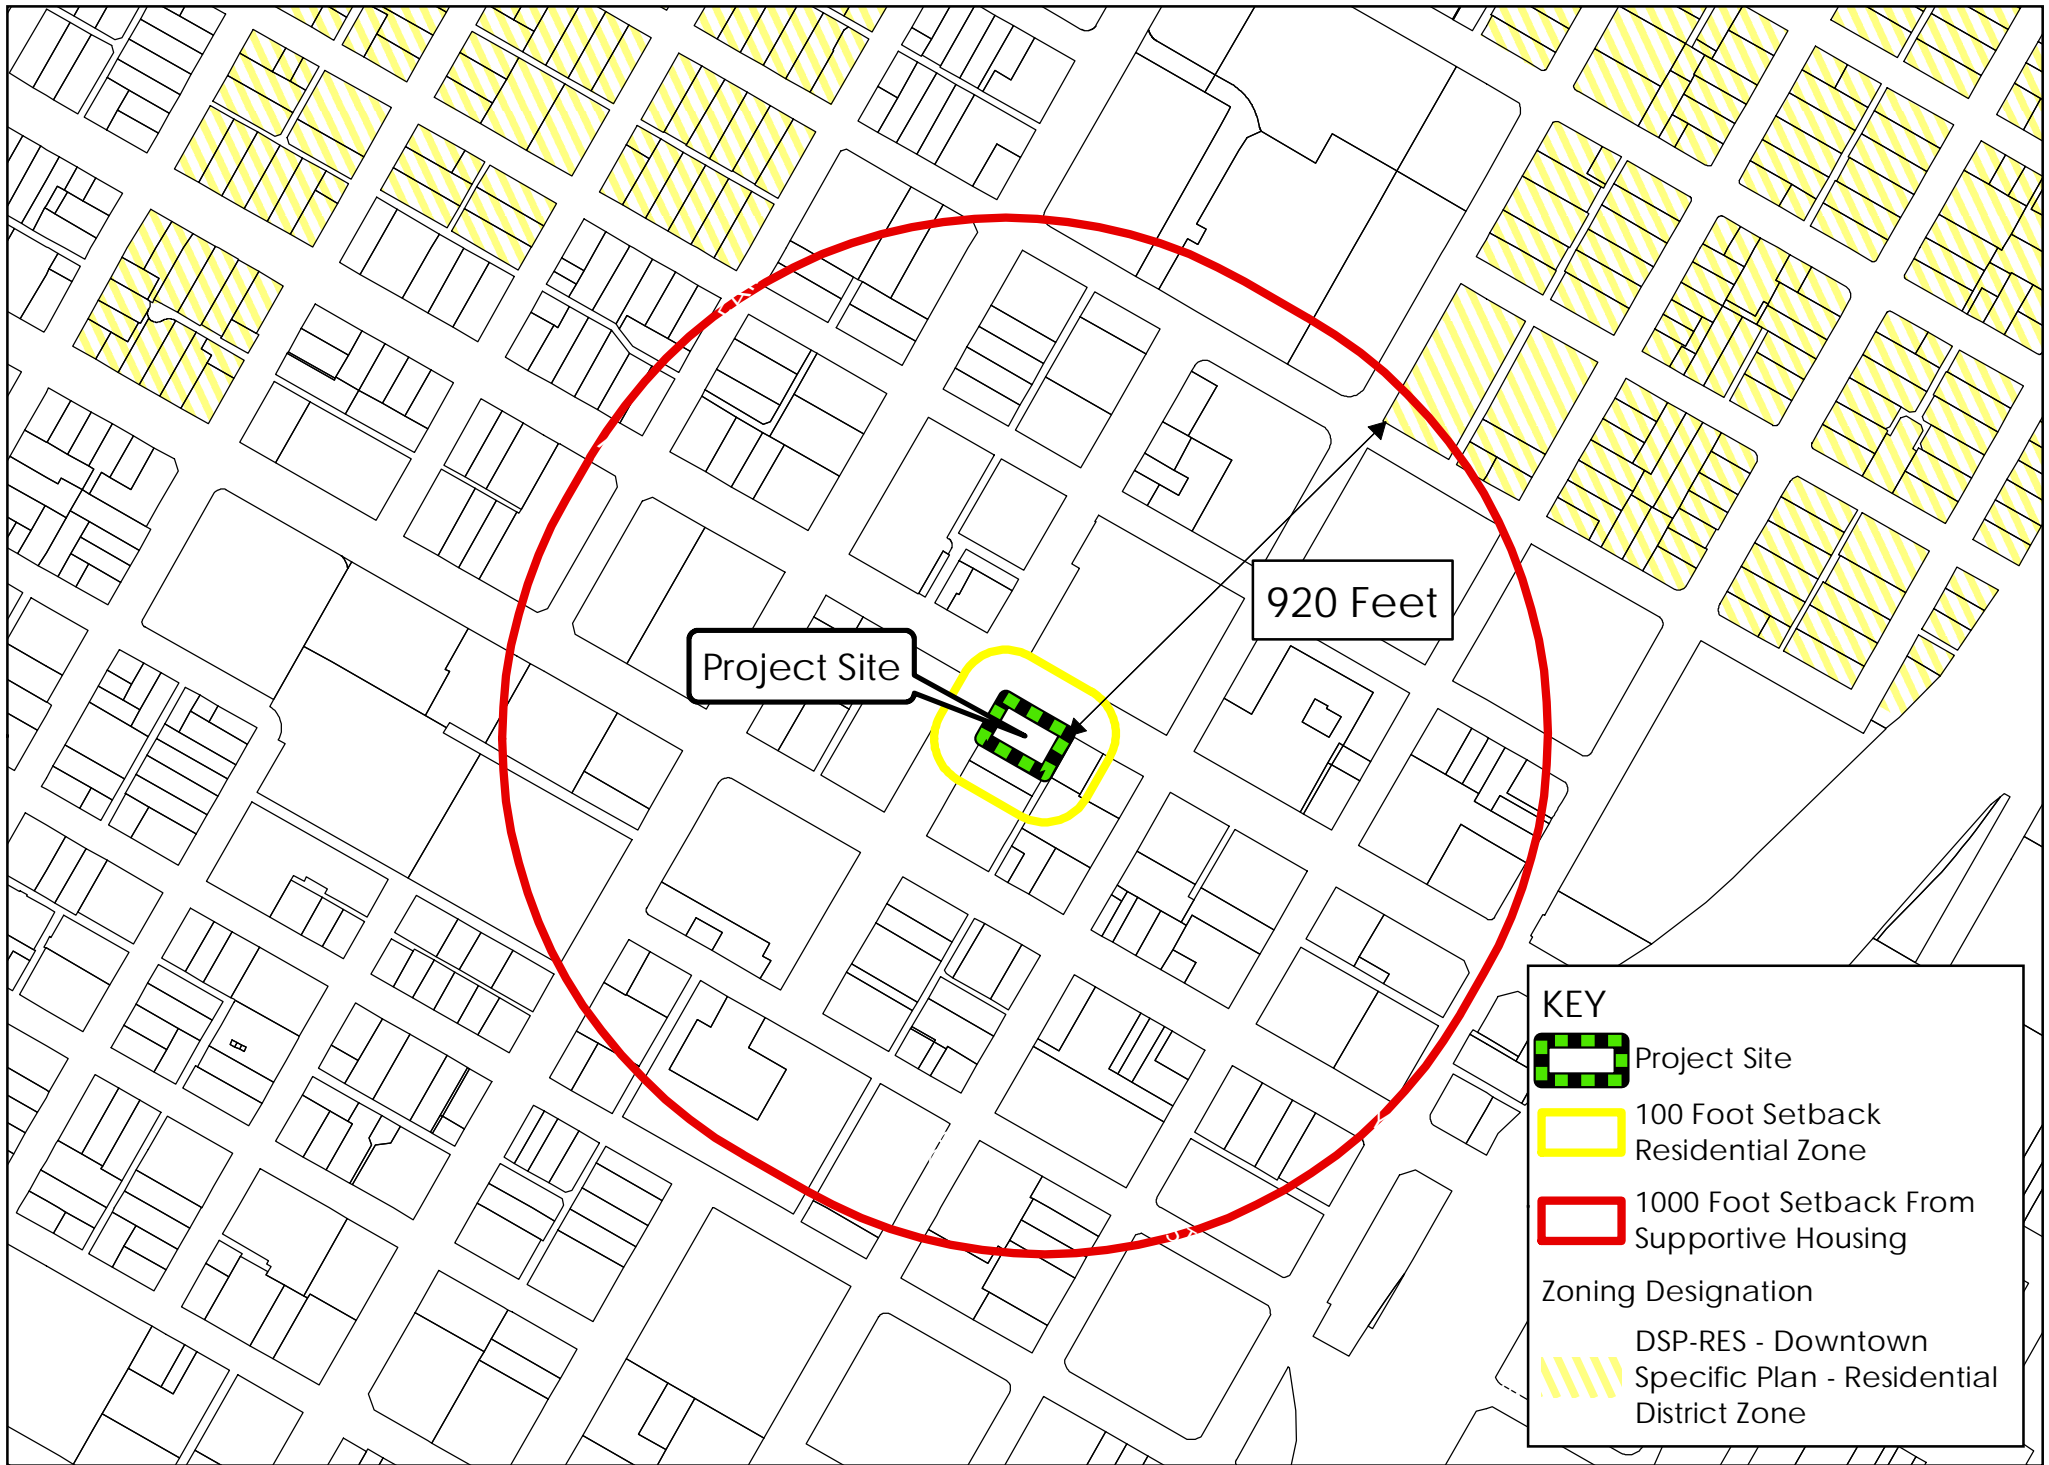 Project Site
920 Feet
KEY
Project Site
100 Foot Setback
Residential Zone
1000 Foot Setback From
Supportive Housing
Zoning Designation
DSP-RES - Downtown
Specific Plan - Residential
District Zone